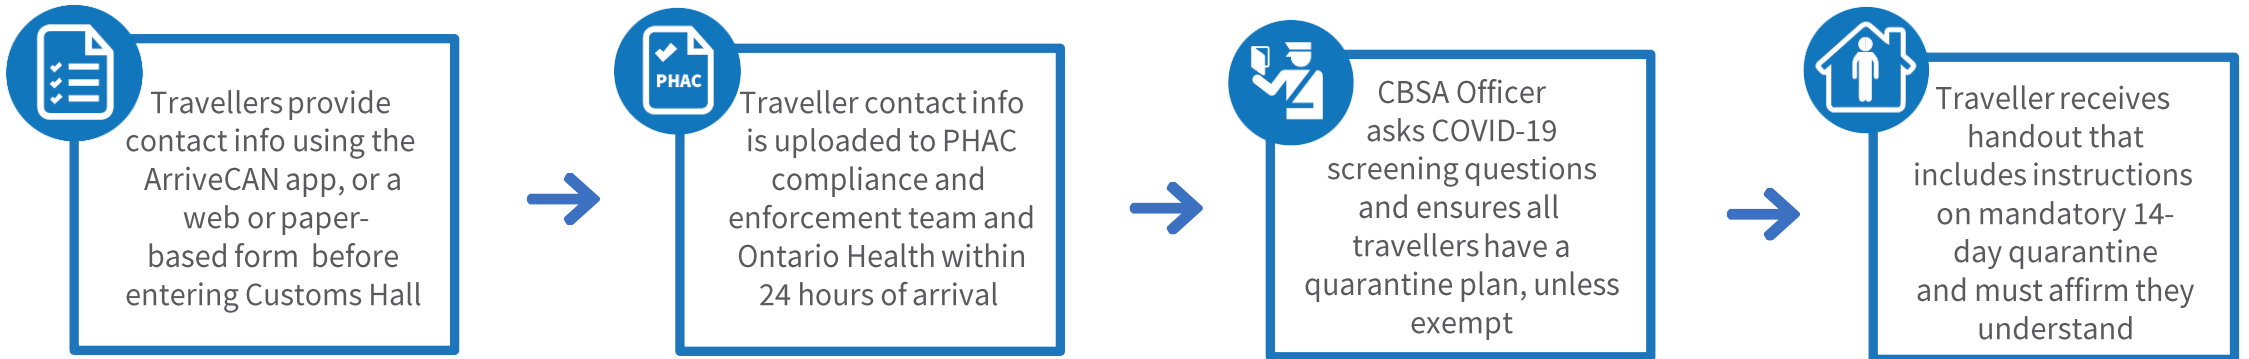 Travellers provide
contact info using the
ArriveCAN app, or a
web or paper-
based form  before
entering Customs Hall
PHAC
Traveller contact info
is uploaded to PHAC
compliance and
enforcement team and
Ontario Health within
24 hours of arrival
CBSA Officer
asks COVID-19
screening questions
and ensures all
travellers have a
quarantine plan, unless
exempt
Traveller receives
handout that
includes instructions
on mandatory 14-
day quarantine
and must affirm they
understand